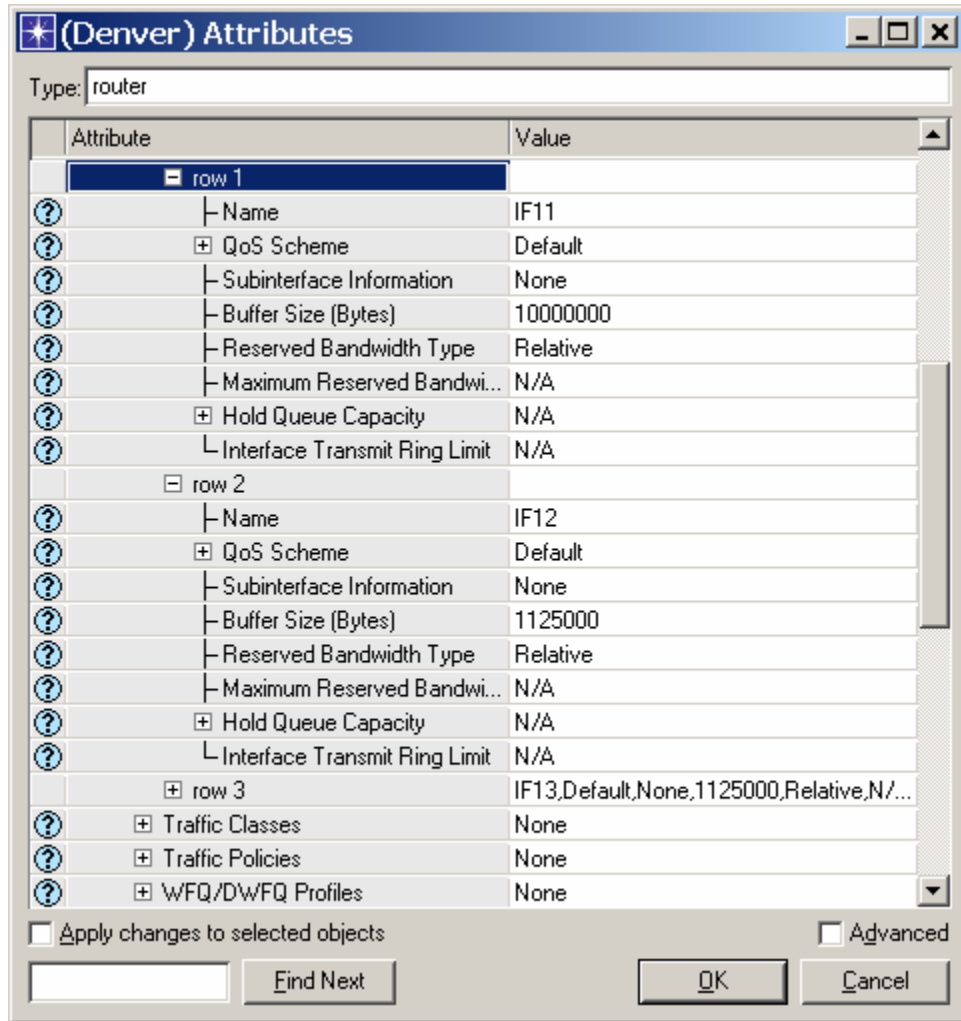 (Denver) Attributes
Type: router
Attribute Value
row 1
Name IF11
QoS Scheme Default
Subinterface Information None
Buffer Size (Bytes) 10000000
Reserved Bandwidth Type Relative
Maximum Reserved Bandwi... N/A
Hold Queue Capacity N/A
Interface Transmit Ring Limit N/A
row 2
Name IF12
QoS Scheme Default
Subinterface Information None
Buffer Size (Bytes) 1125000
Reserved Bandwidth Type Relative
Maximum Reserved Bandwi... N/A
Hold Queue Capacity N/A
Interface Transmit Ring Limit N/A
row 3 IF13,Default,None,1125000,Relative,N/...
Traffic Classes None
Traffic Policies None
WFQ/DWFQ Profiles None
Apply changes to selected objects Advanced
Find Next OK Cancel